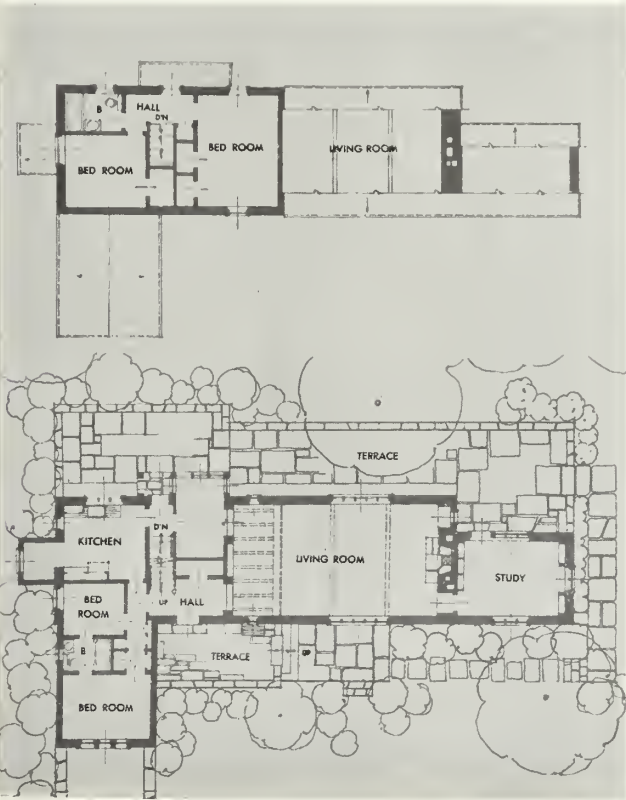 B
HALL
D'N
BED ROOM
LIVING ROOM
BED ROOM
TERRACE
D'N
KITCHEN
LIVING ROOM
STUDY
BED
ROOM
UP
HALL
B
TERRACE
UP
BED ROOM